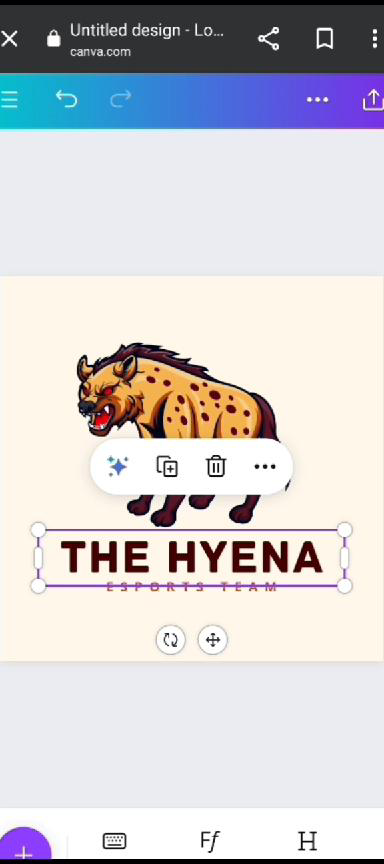 Untitled design - Lo...
canva.com
THE HYENA
ESPORTS TEAM
Ff
H